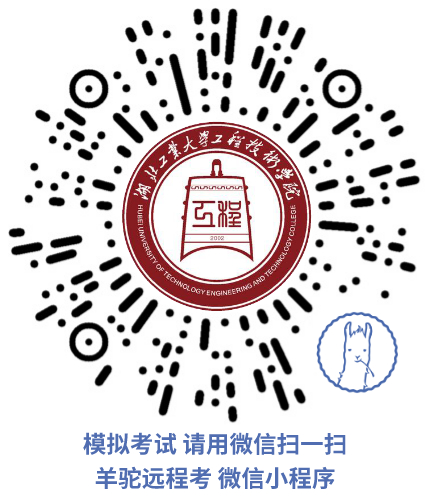 湖北工业大學工程技術学院
工程
2002
HUBEI UNIVERSITY OF TECHNOLOGY ENGINEERING AND TECHNOLOGY COLLEGE
模拟考试 请用微信扫一扫
羊驼远程考 微信小程序